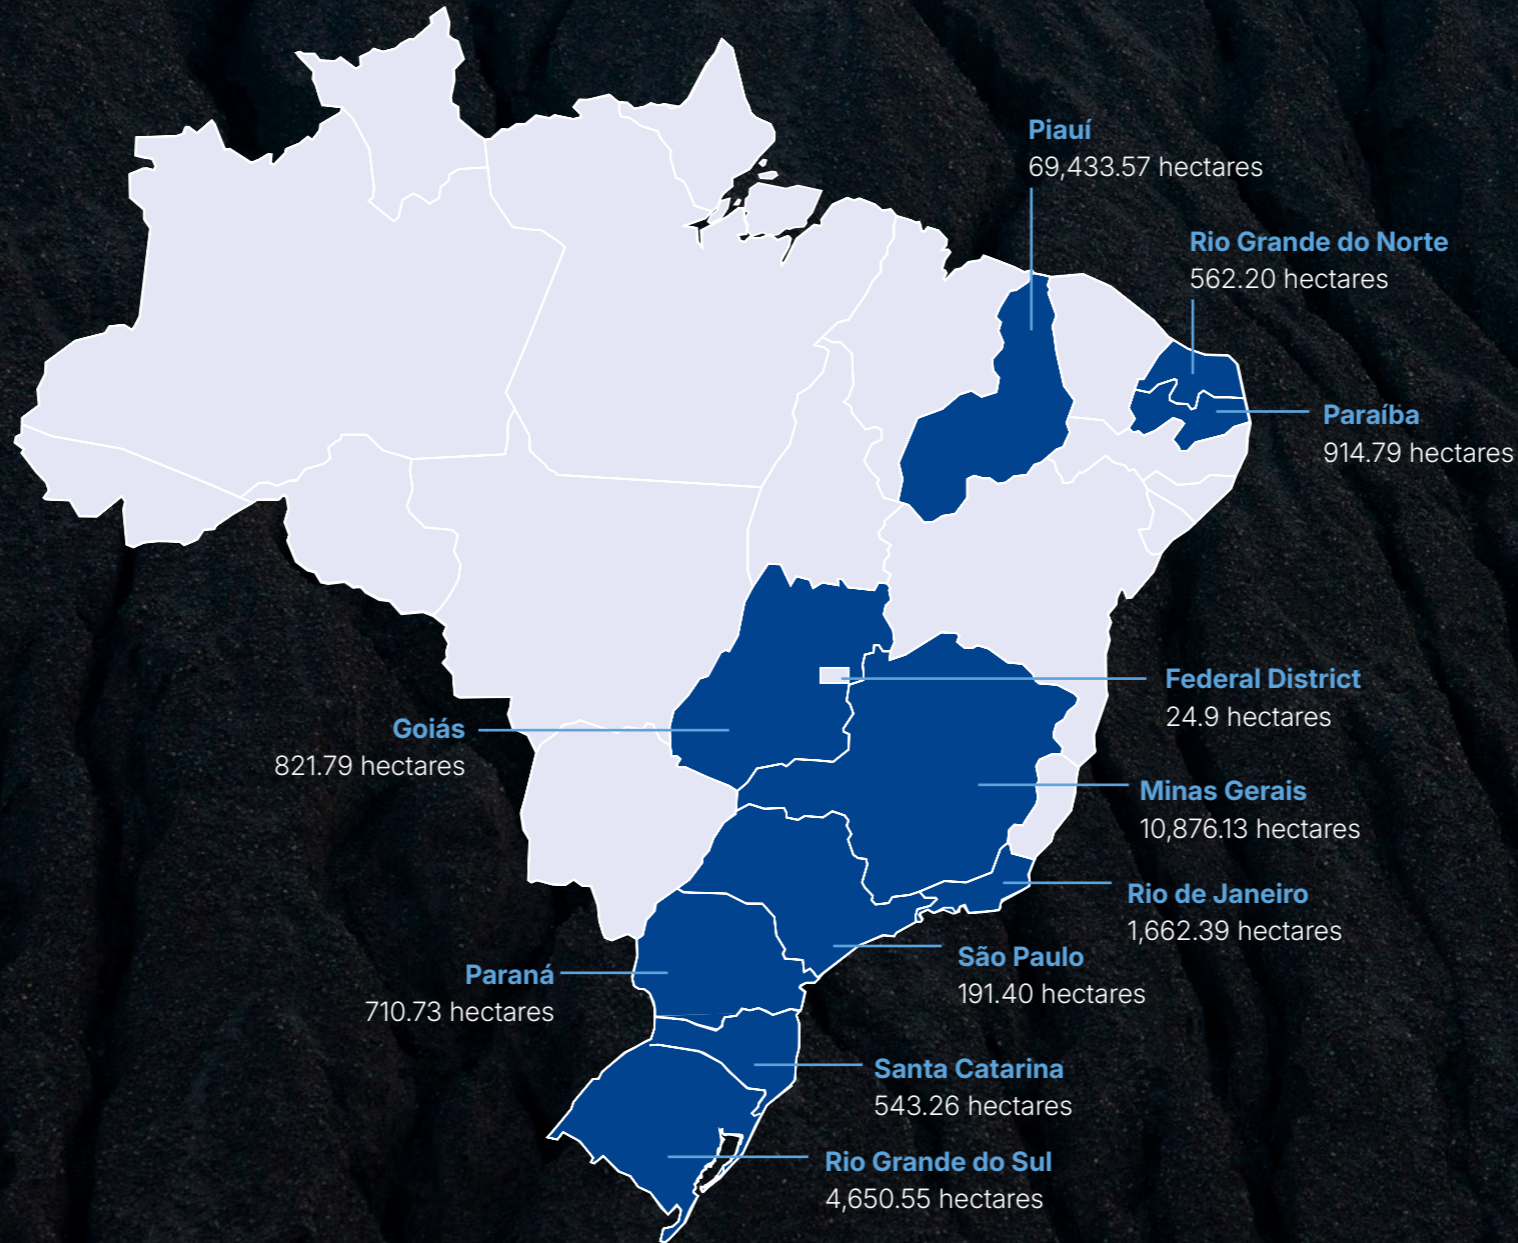 Piauí
69,433.57 hectares
Rio Grande do Norte
562.20 hectares
Paraíba
914.79 hectares
Federal District
24.9 hectares
Goiás
821.79 hectares
Minas Gerais
10,876.13 hectares
Rio de Janeiro
1,662.39 hectares
São Paulo
191.40 hectares
Paraná
710.73 hectares
Santa Catarina
543.26 hectares
Rio Grande do Sul
4,650.55 hectares